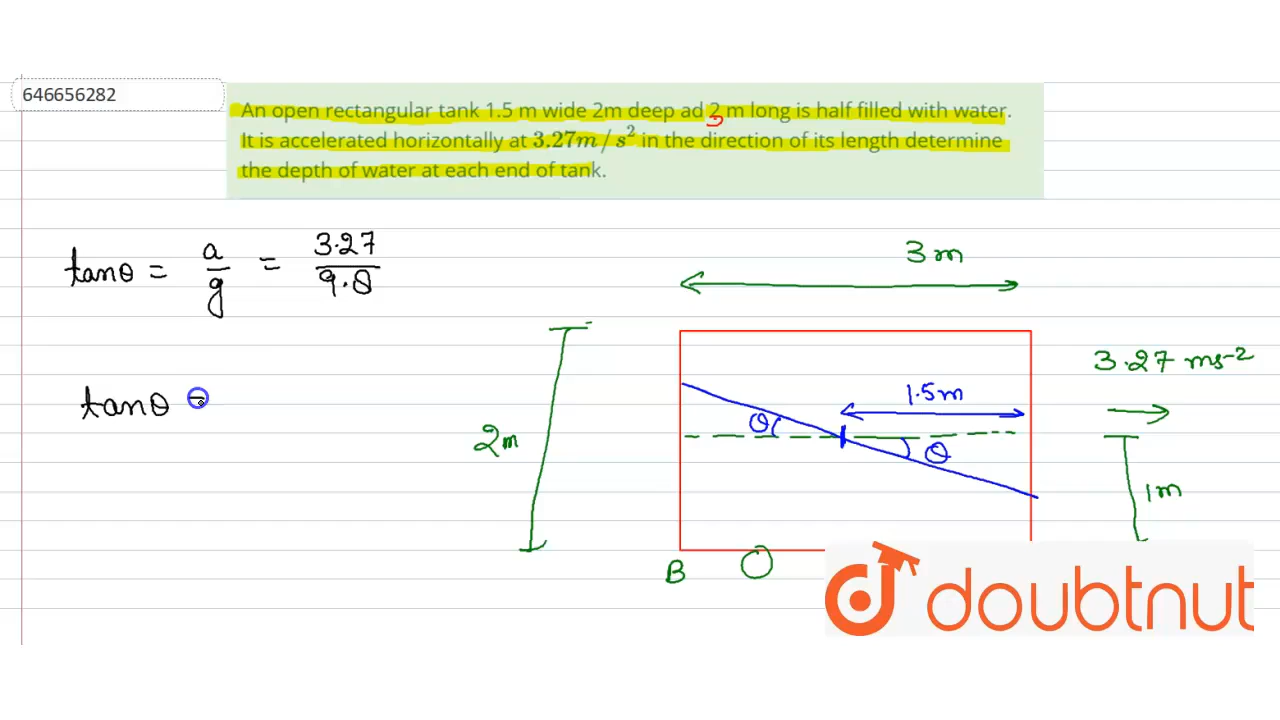 646656282
An open rectangular tank 1.5 m wide 2m deep ad 2 m long is half filled with water.
3
It is accelerated horizontally at 3.27m/s² in the direction of its length determine
the depth of water at each end of tank.
tanθ = a/g = 3.27/9.8
3m
3.27 ms-2
1.5m
θ
θ
2m
tanθ =
1m
B
doubtnut